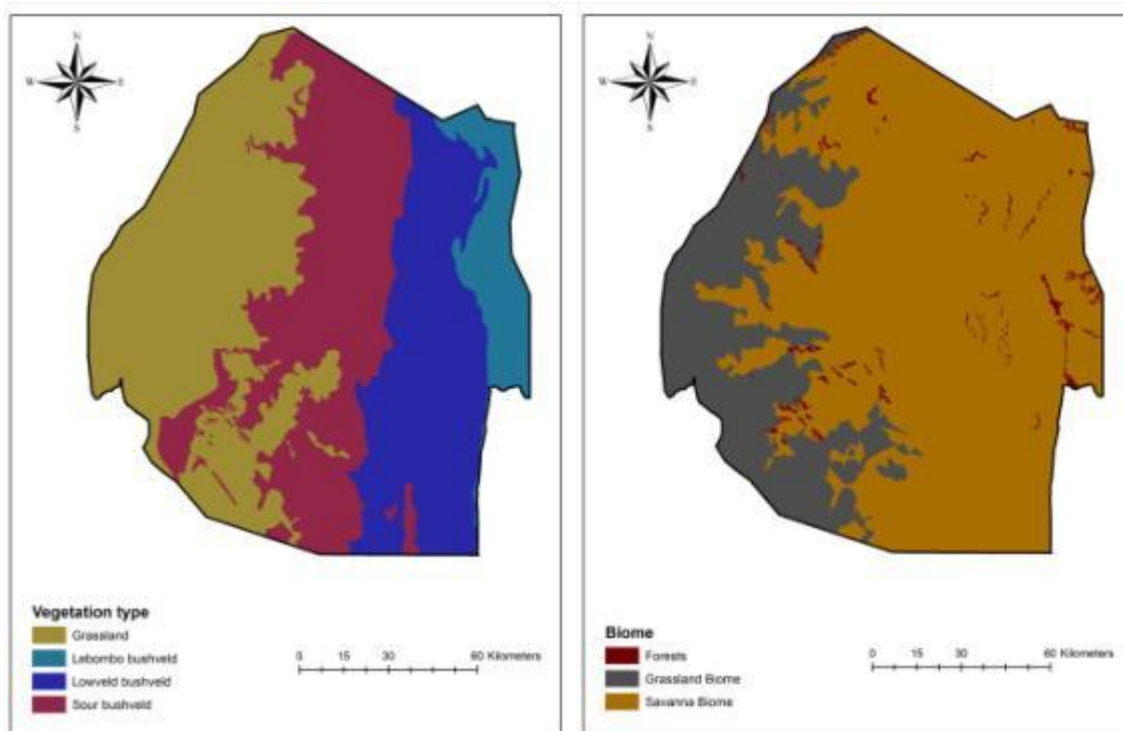 N
W E
S
Vegetation type
Grassland
Lebombo bushveld
Lowveld bushveld
Sour bushveld
0 15 30 60 Kilometers
N
W E
S
Biome
Forests
Grassland Biome
Savanna Biome
0 15 30 60 Kilometers